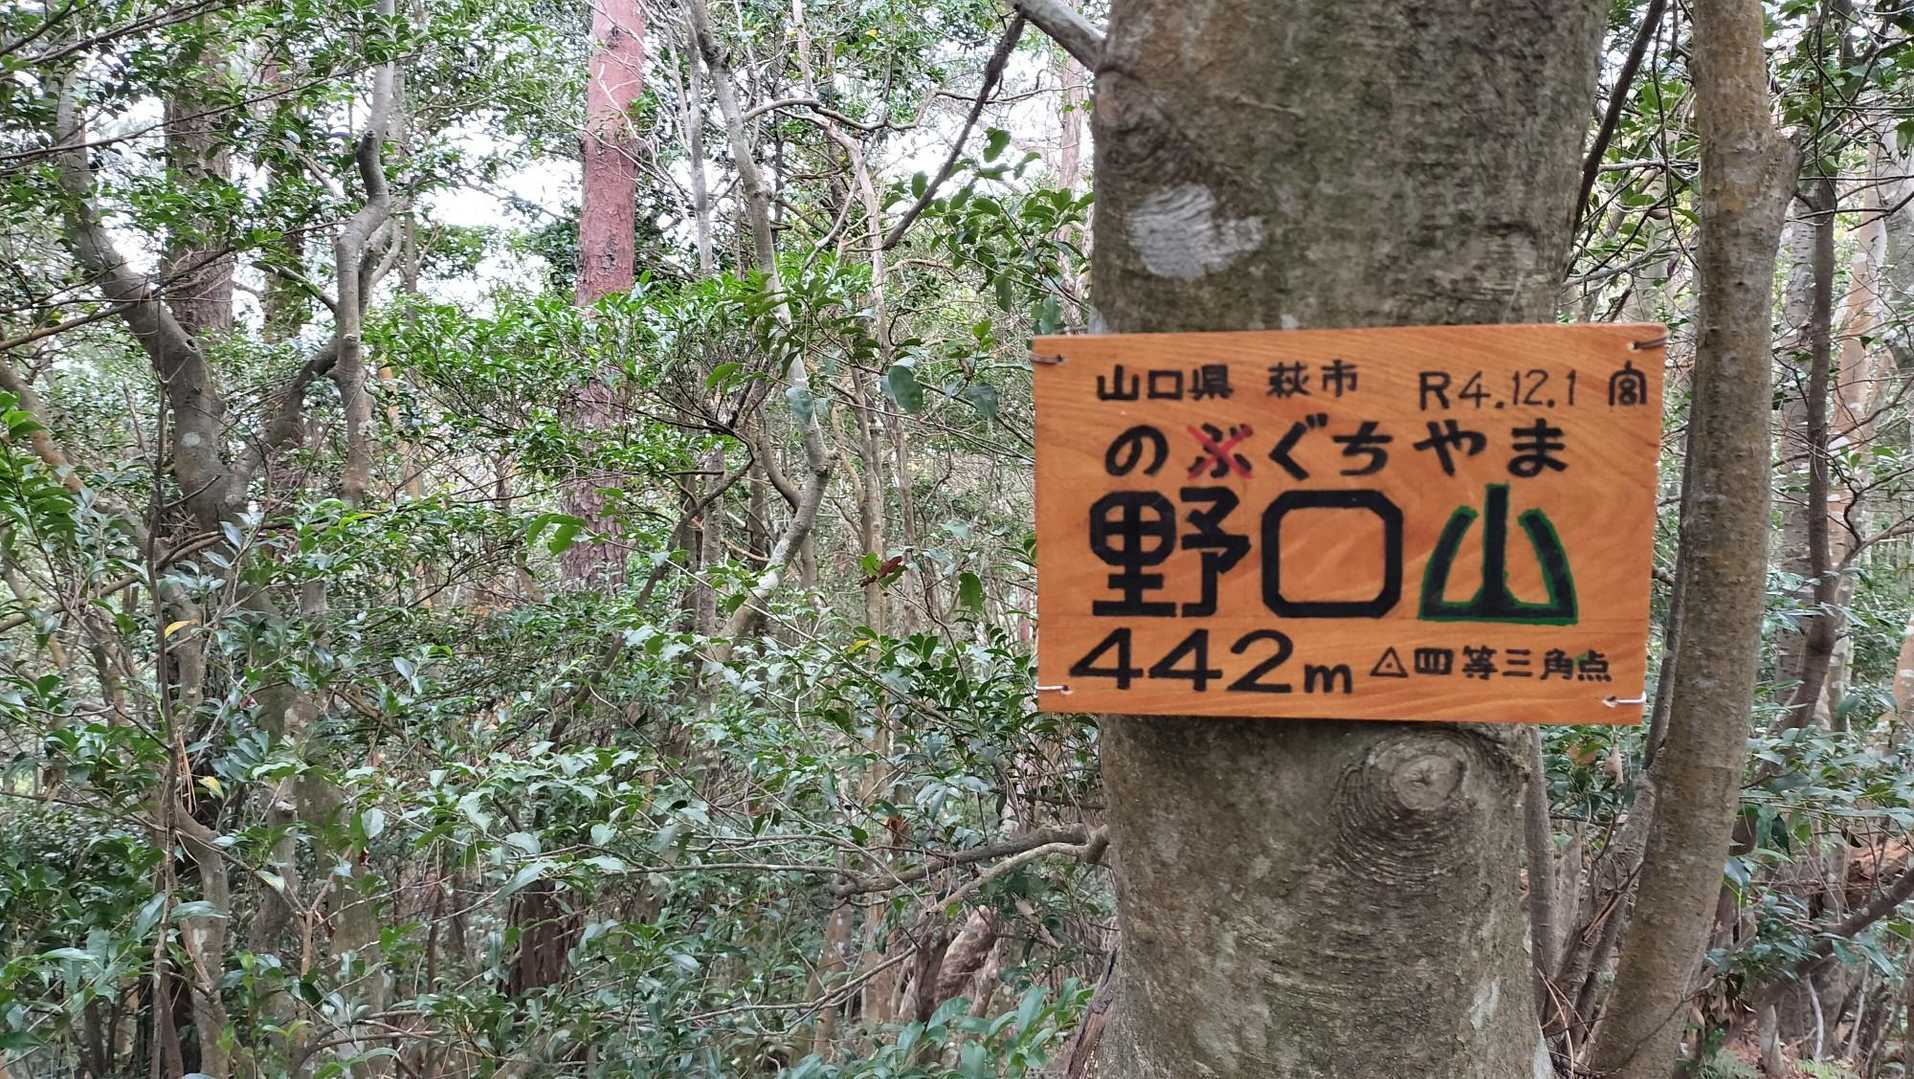 山口県 萩市 R4.12.1 宮
のぶぐちやま
野口山
442m △四等三角点